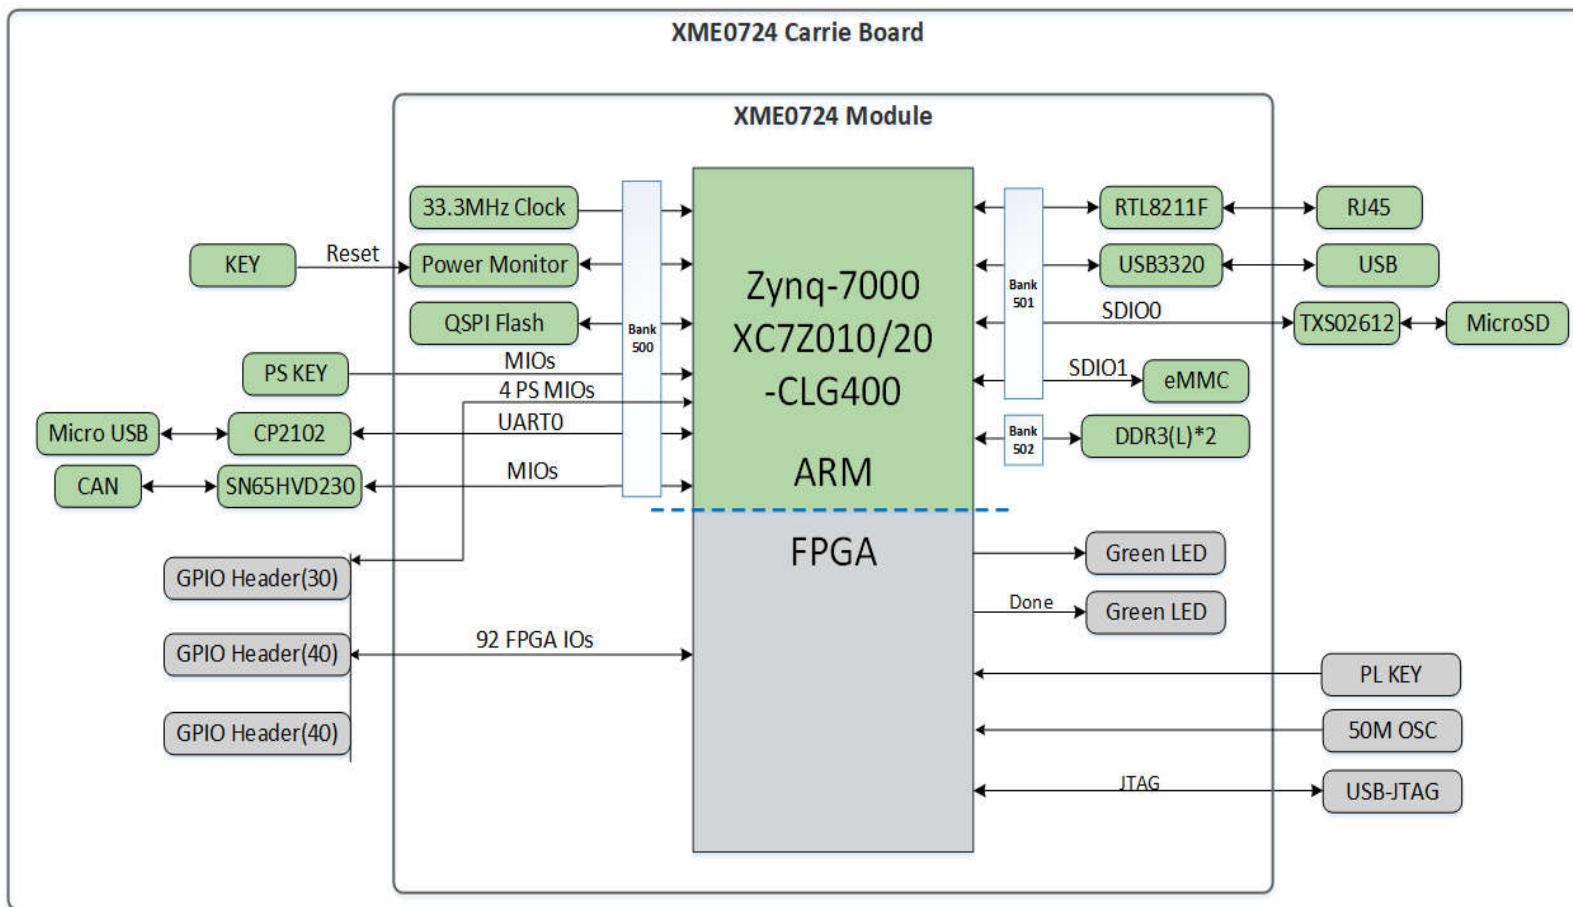 XME0724 Carrie Board
XME0724 Module
33.3MHz Clock
KEY
Reset
Power Monitor
QSPI Flash
PS KEY
MIOs
4 PS MIOs
Micro USB
CP2102
UART0
CAN
SN65HVD230
MIOs
Bank
500
Zynq-7000
XC7Z010/20
-CLG400
ARM
FPGA
Bank
501
RTL8211F
RJ45
USB3320
USB
SDIO0
TXS02612
MicroSD
SDIO1
eMMC
Bank
502
DDR3(L)*2
GPIO Header(30)
GPIO Header(40)
92 FPGA IOs
GPIO Header(40)
Green LED
Done
Green LED
PL KEY
50M OSC
JTAG
USB-JTAG